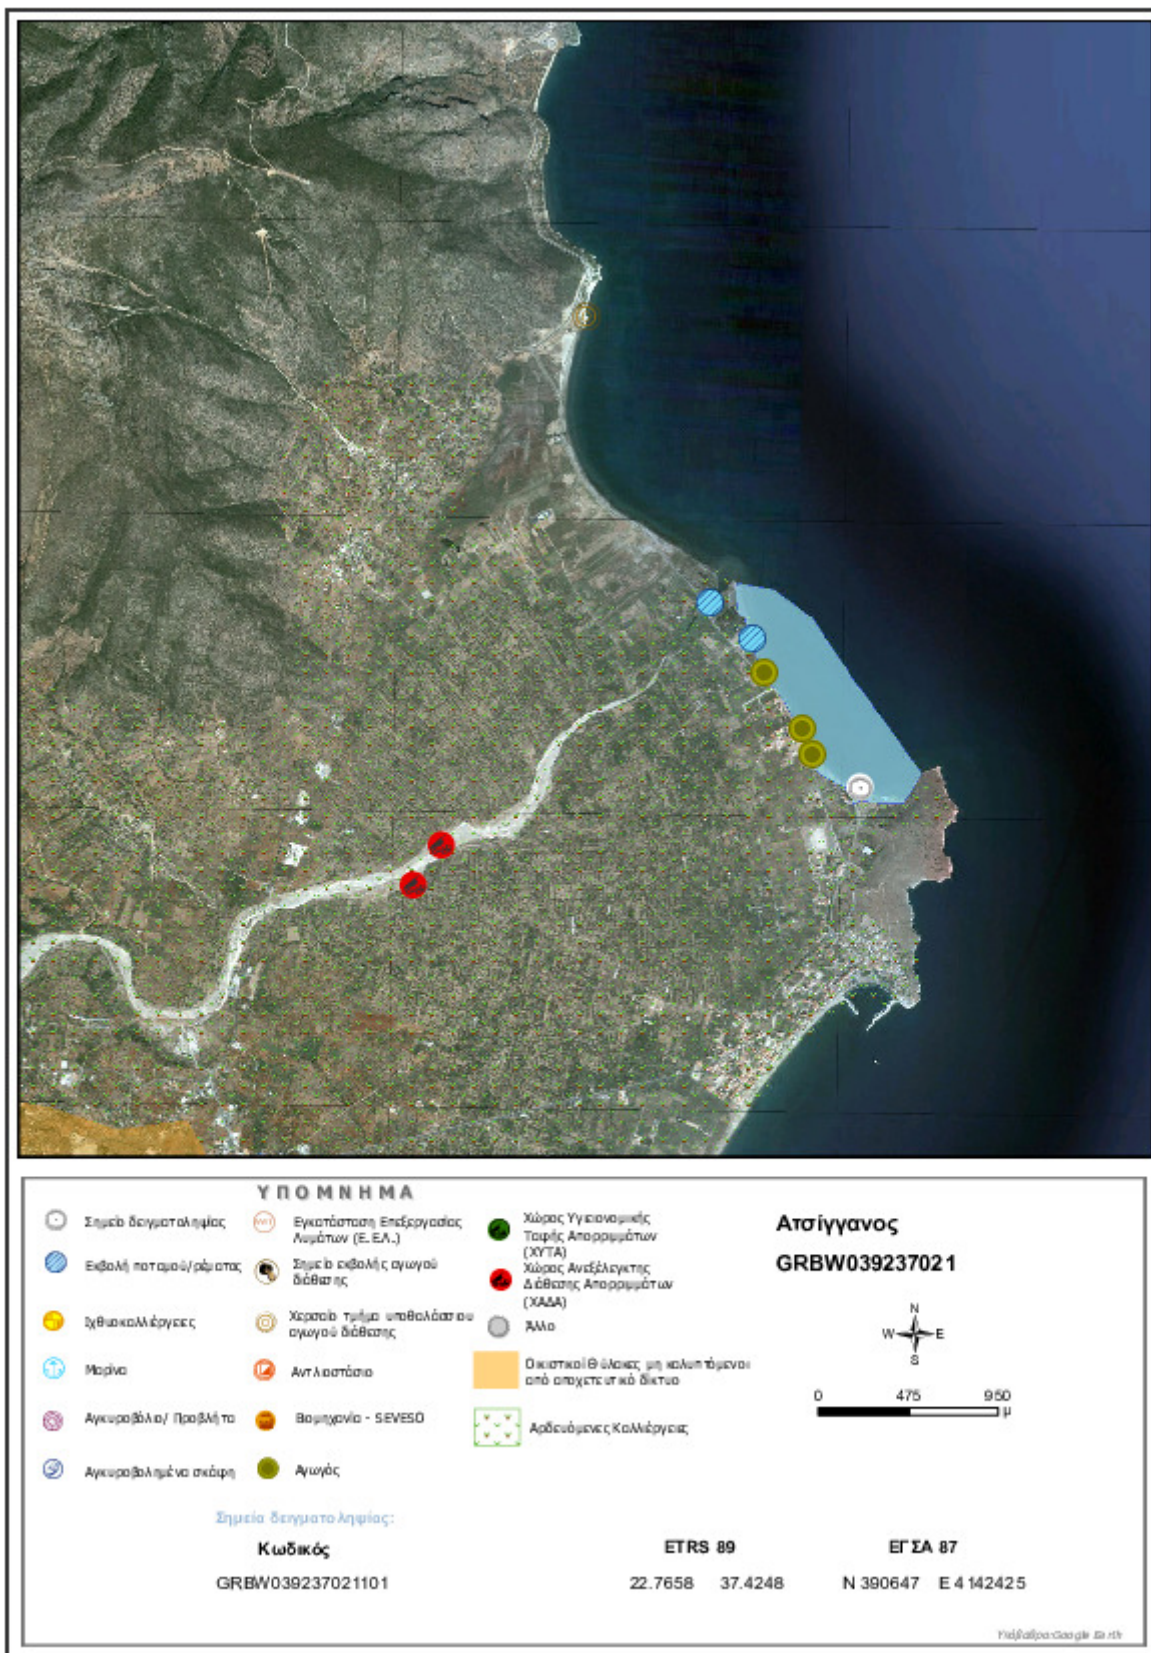 ΥΠΟΜΝΗΜΑ
Σημείο δειγματοληψίας
Εκβολή ποταμού/ρέματος
Ιχθυοκαλλιέργειες
Μαρίνα
Αγκυροβόλιο/ Προβλήτα
Αγκυροβολημένα σκάφη
Εγκατάσταση Επεξεργασίας
Λυμάτων (Ε.Ε.Λ.)
Σημείο εκβολής αγωγού
διάθεσης
Χερσαίο τμήμα υποθαλάσσιου
αγωγού διάθεσης
Αντλιοστάσιο
Βιομηχανία - SEVESO
Αγωγός
Χώρος Υγειονομικής
Ταφής Απορριμμάτων
(ΧΥΤΑ)
Χώρος Ανεξέλεγκτης
Διάθεσης Απορριμμάτων
(ΧΑΔΑ)
Άλλο
Οικιστικοί Θύλακες μη καλυπτόμενοι
από αποχετευτικό δίκτυο
Αρδευόμενες Καλλιέργειες
Ατσίγγανος
GRBW039237021
N
W E
S
0 475 950
μ
Σημεία δειγματοληψίας:
Κωδικός ETRS 89 ΕΓΣΑ 87
GRBW039237021101 22.7658 37.4248 N 390647 E 4142425
Υπόβαθρο:Google Earth